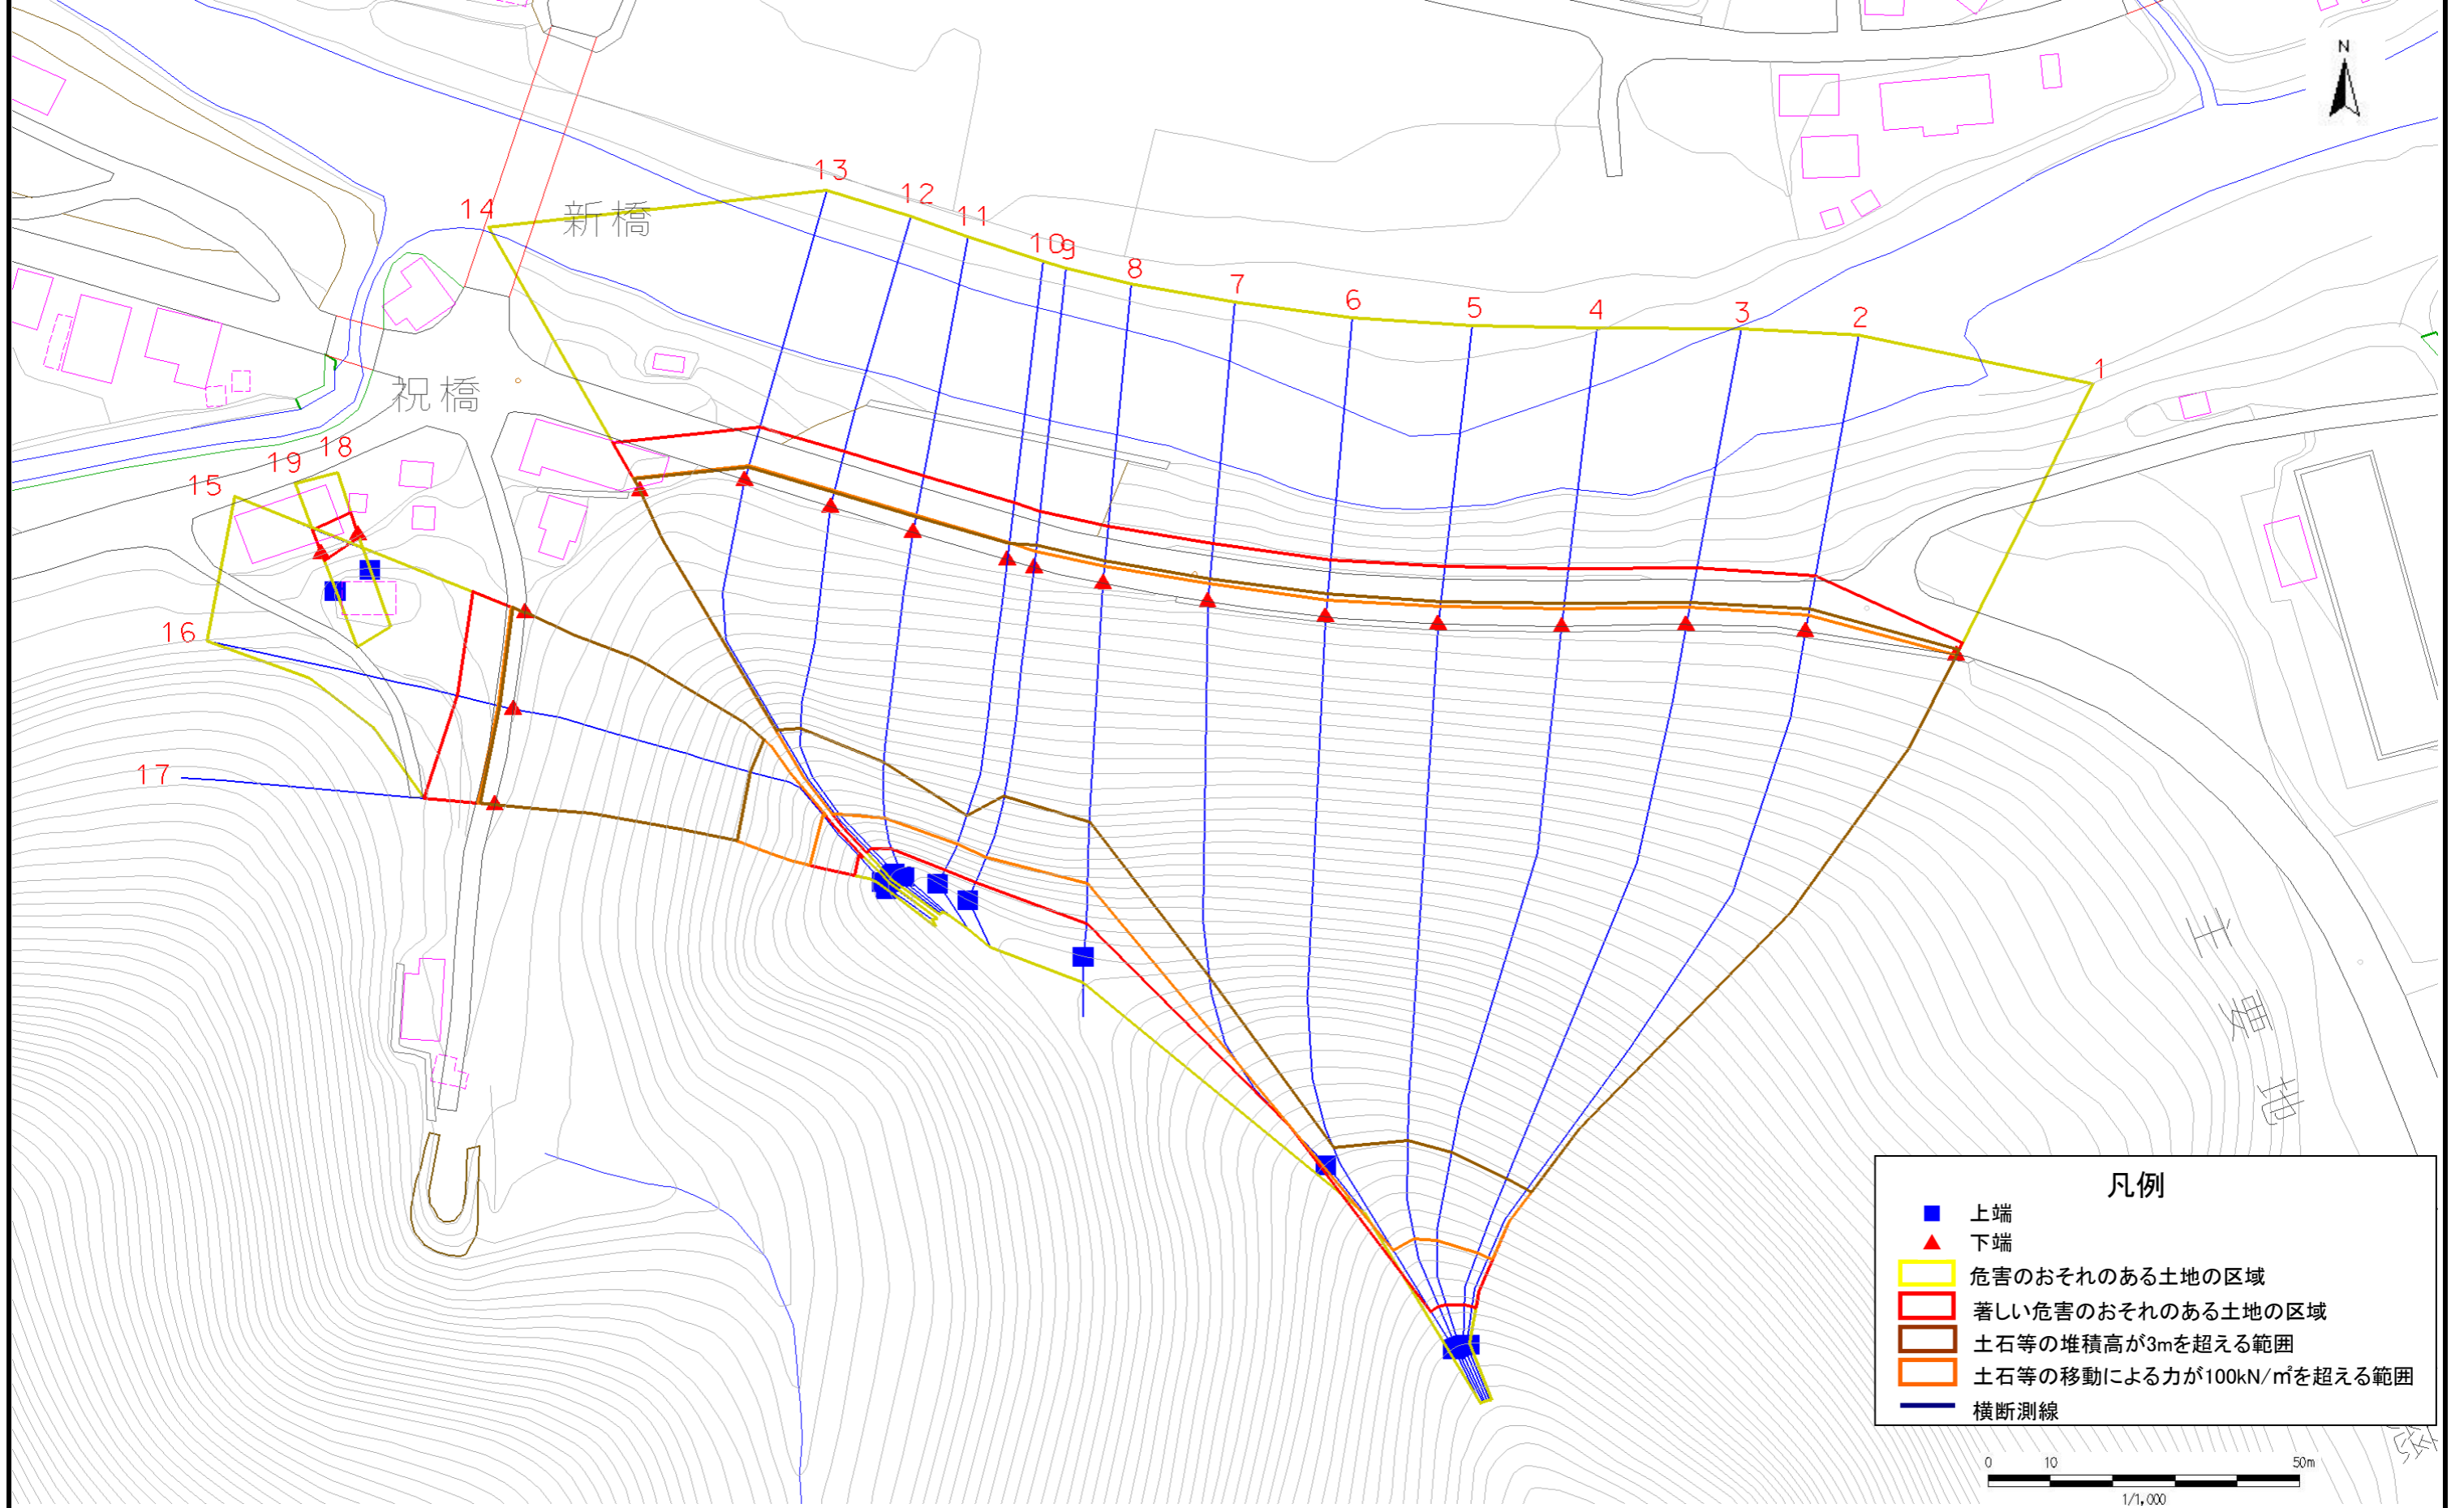 N
13
12
11
10
9
8
7
6
5
4
3
2
1
14
新橋
祝橋
18
19
15
16
17
凡例
上端
下端
危害のおそれのある土地の区域
著しい危害のおそれのある土地の区域
土石等の堆積高が3mを超える範囲
土石等の移動による力が100kN/㎡を超える範囲
横断測線
0 10 50m
1/1,000